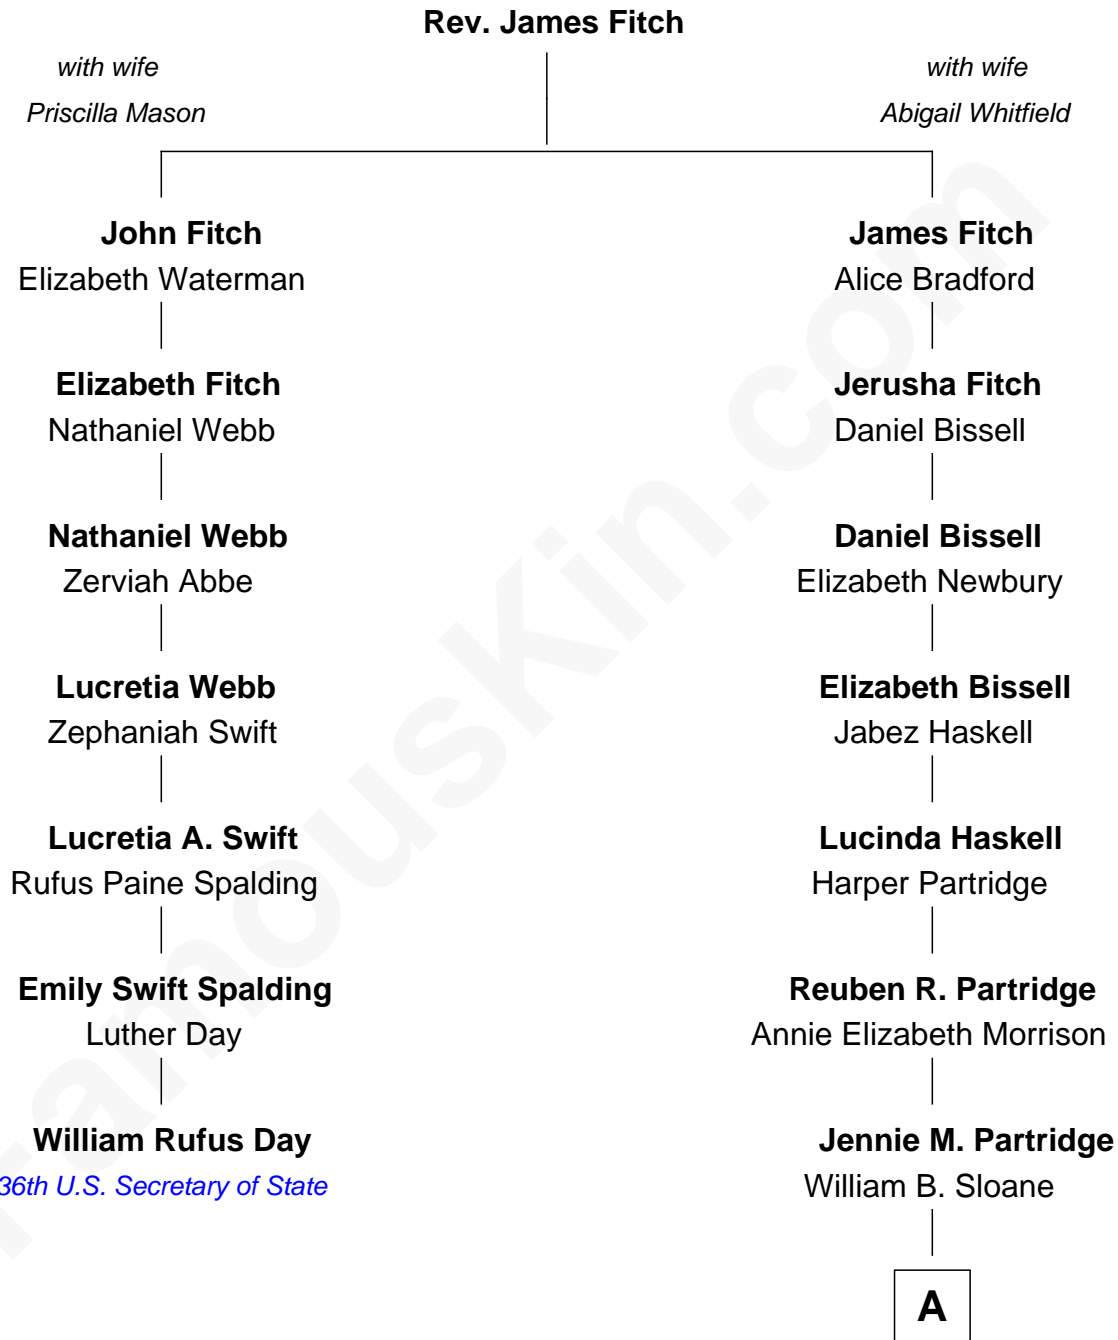 Rev. James Fitch
with wife
Priscilla Mason
with wife
Abigail Whitfield
John Fitch
Elizabeth Waterman
James Fitch
Alice Bradford
Elizabeth Fitch
Nathaniel Webb
Jerusha Fitch
Daniel Bissell
Nathaniel Webb
Zerviah Abbe
Daniel Bissell
Elizabeth Newbury
Lucretia Webb
Zephaniah Swift
Elizabeth Bissell
Jabez Haskell
Lucretia A. Swift
Rufus Paine Spalding
Lucinda Haskell
Harper Partridge
Emily Swift Spalding
Luther Day
Reuben R. Partridge
Annie Elizabeth Morrison
William Rufus Day
36th U.S. Secretary of State
Jennie M. Partridge
William B. Sloane
A
FamousKin.com